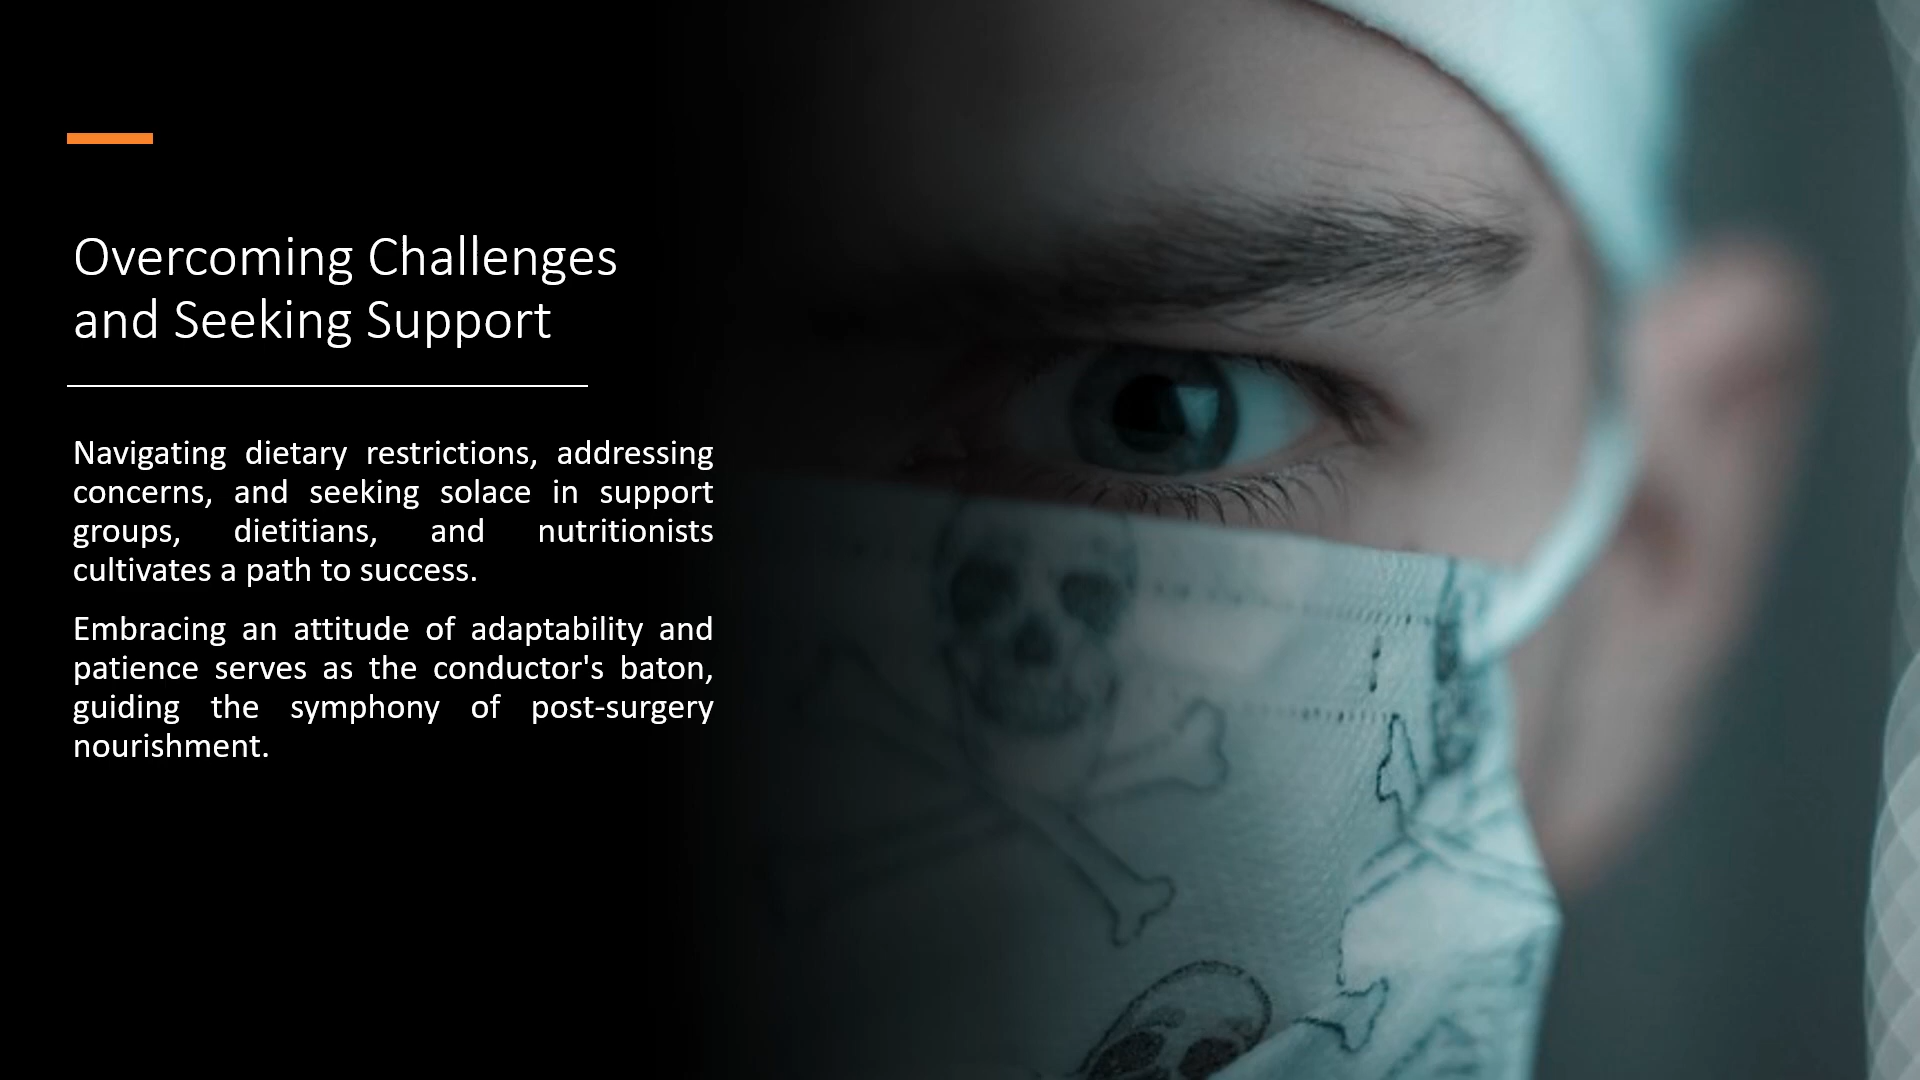 Overcoming Challenges
and Seeking Support
Navigating dietary restrictions, addressing
concerns, and seeking solace in support
groups, dietitians, and nutritionists
cultivates a path to success.
Embracing an attitude of adaptability and
patience serves as the conductor's baton,
guiding the symphony of post-surgery
nourishment.